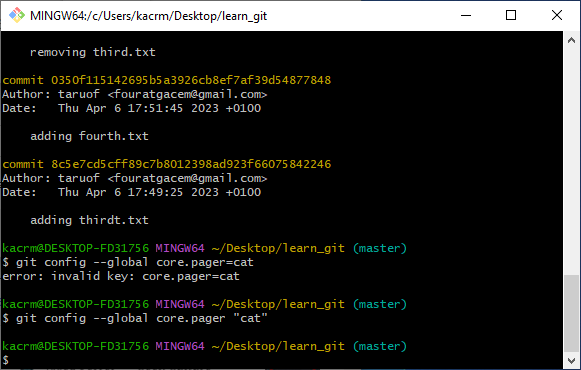 MINGW64:/c/Users/kacrm/Desktop/learn_git
removing third.txt
commit 0350f115142695b5a3926cb8ef7af39d54877848
Author: taruof <fouratgacem@gmail.com>
Date:   Thu Apr 6 17:51:45 2023 +0100
adding fourth.txt
commit 8c5e7cd5cff89c7b8012398ad923f66075842246
Author: taruof <fouratgacem@gmail.com>
Date:   Thu Apr 6 17:49:25 2023 +0100
adding thirdt.txt
kacrm@DESKTOP-FD31756 MINGW64 ~/Desktop/learn_git (master)
$ git config --global core.pager=cat
error: invalid key: core.pager=cat
kacrm@DESKTOP-FD31756 MINGW64 ~/Desktop/learn_git (master)
$ git config --global core.pager "cat"
kacrm@DESKTOP-FD31756 MINGW64 ~/Desktop/learn_git (master)
$